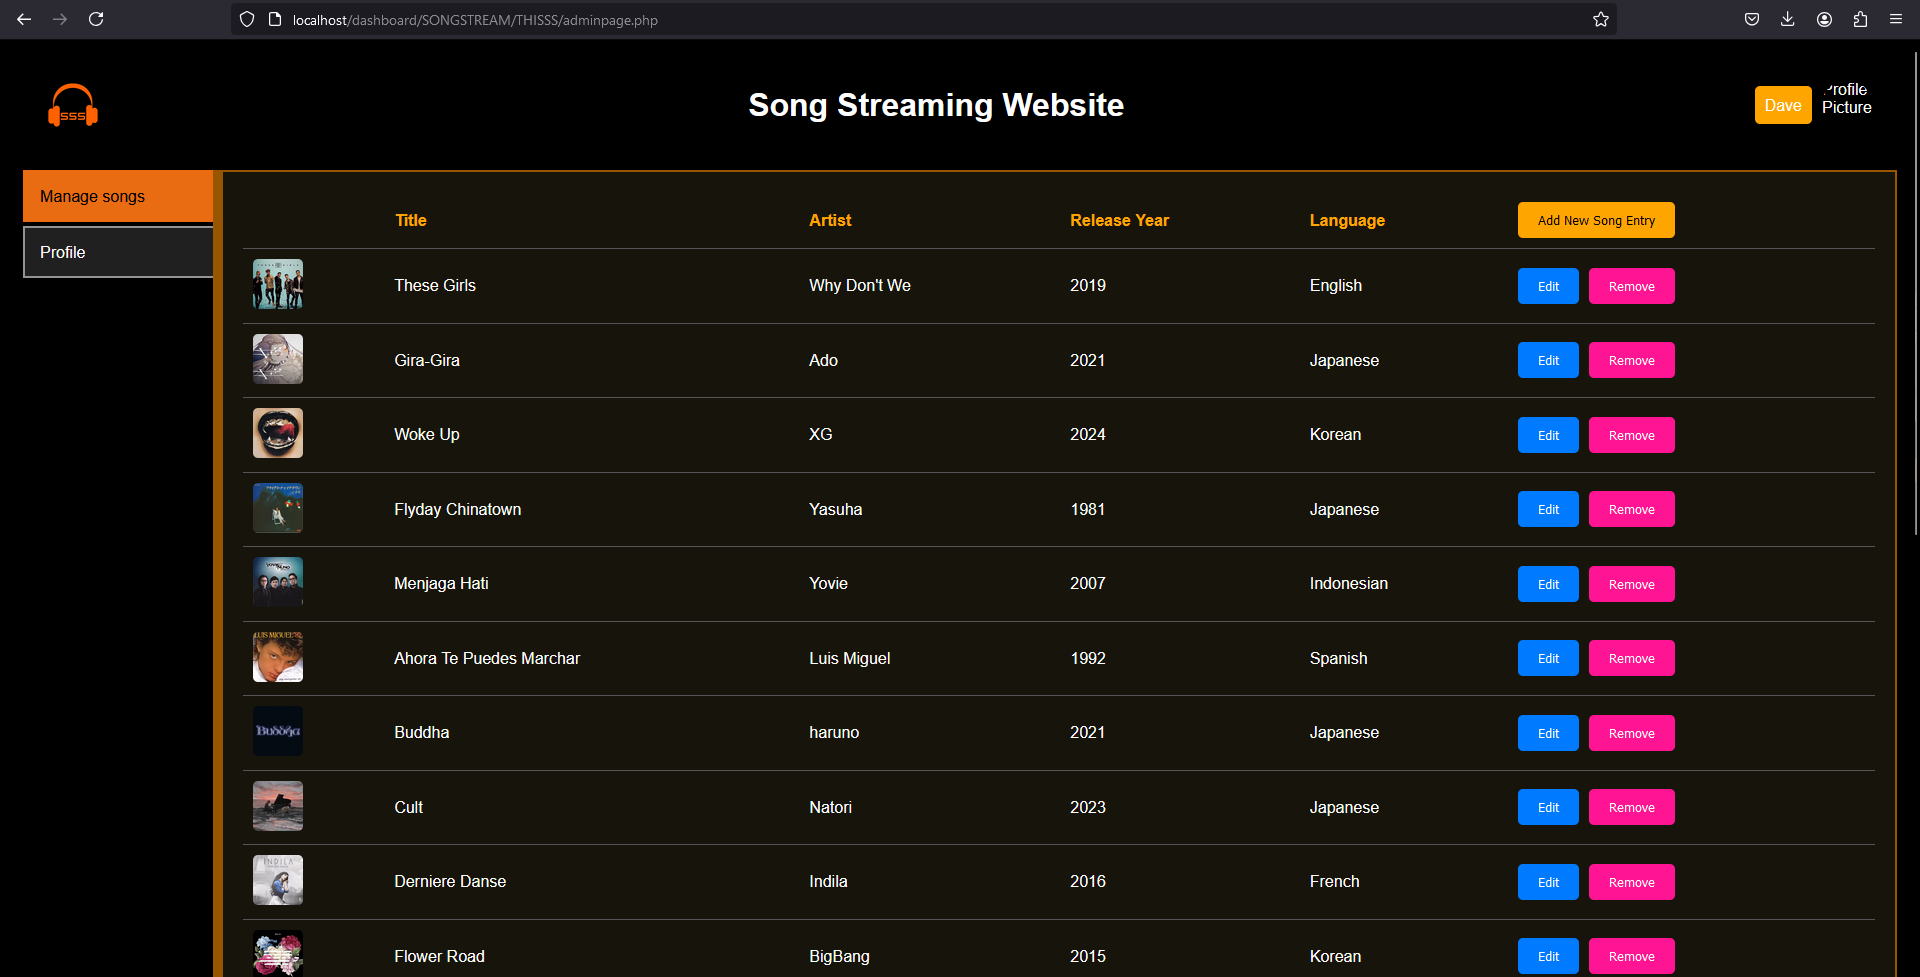 localhost/dashboard/SONGSTREAM/THISSS/adminpage.php
SSS
Song Streaming Website
Dave
Profile
Picture
Manage songs
Profile
Title Artist Release Year Language Add New Song Entry
These Girls Why Don't We 2019 English Edit Remove
Gira-Gira Ado 2021 Japanese Edit Remove
Woke Up XG 2024 Korean Edit Remove
Flyday Chinatown Yasuha 1981 Japanese Edit Remove
Menjaga Hati Yovie 2007 Indonesian Edit Remove
LUIS MIGUEL
Ahora Te Puedes Marchar Luis Miguel 1992 Spanish Edit Remove
Buddha haruno 2021 Japanese Edit Remove
Cult Natori 2023 Japanese Edit Remove
INDILA
Derniere Danse Indila 2016 French Edit Remove
Flower Road BigBang 2015 Korean Edit Remove